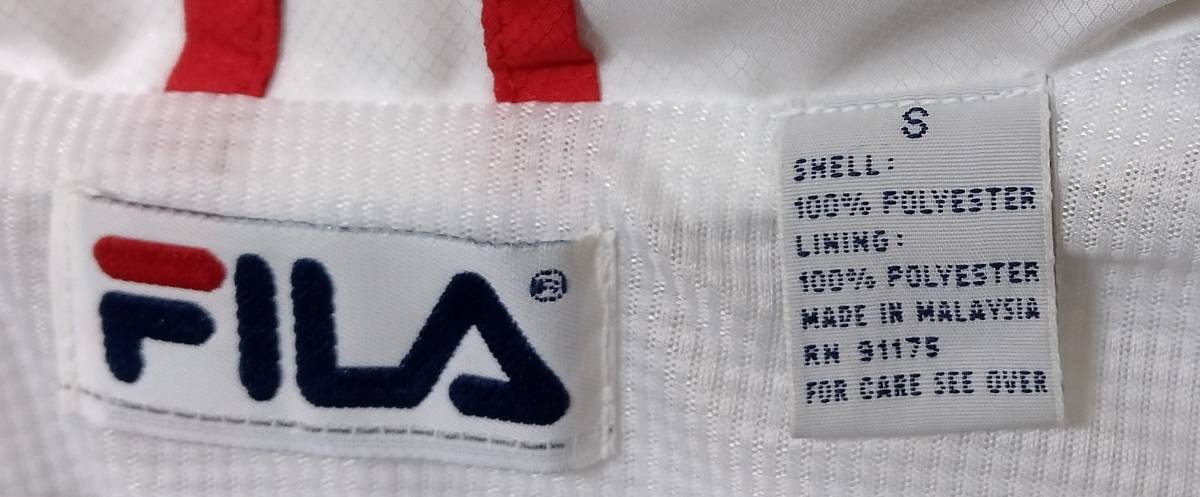 FILA®
S
SHELL:
100% POLYESTER
LINING:
100% POLYESTER
MADE IN MALAYSIA
RN 91175
FOR CARE SEE OVER